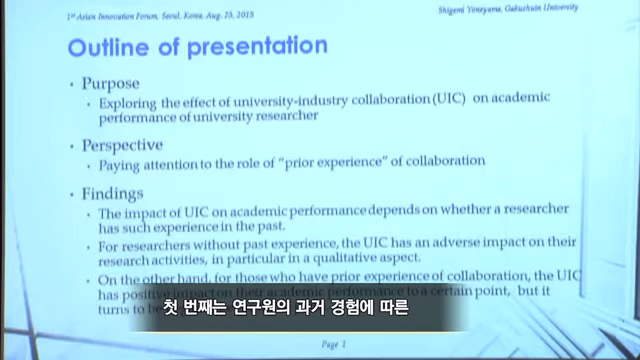 1st Asian Innovation Forum, Seoul, Korea. Aug. 25, 2015
Shigemi Yoneyama, Gakushuin University
Outline of presentation
• Purpose
• Exploring the effect of university-industry collaboration (UIC) on academic
performance of university researcher
• Perspective
• Paying attention to the role of "prior experience" of collaboration
• Findings
• The impact of UIC on academic performance depends on whether a researcher
has such experience in the past.
• For researchers without past experience, the UIC has an adverse impact on their
research activities, in particular in a qualitative aspect.
• On the other hand, for those who have prior experience of collaboration, the UIC
has positive impact on their academic performance to a certain point, but it
turns to
첫 번째는 연구원의 과거 경험에 따른
Page 1